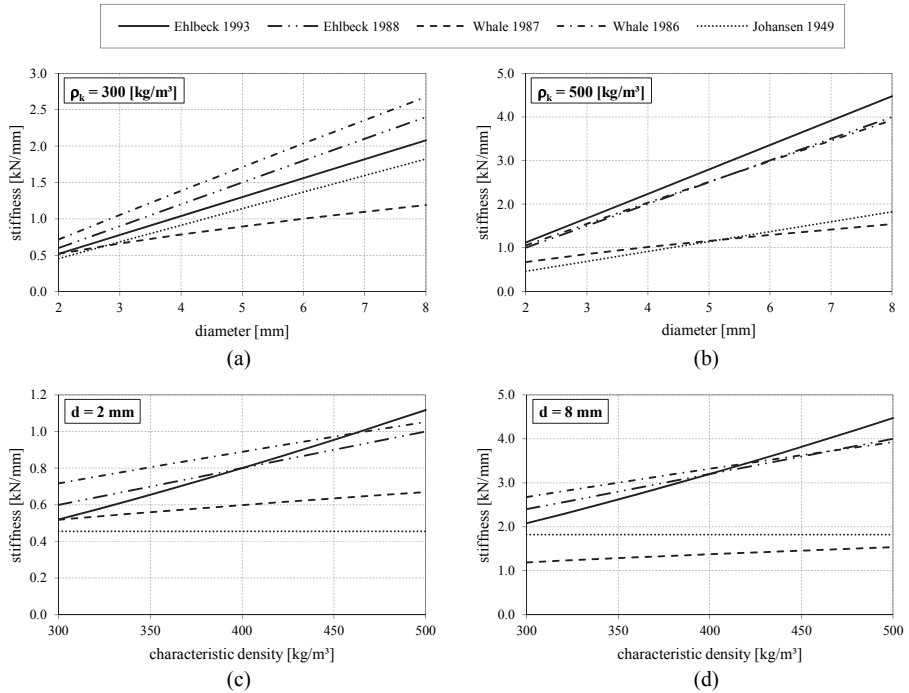 Ehlbeck 1993 Ehlbeck 1988 Whale 1987 Whale 1986 Johansen 1949
ρk = 300 [kg/m³]
stiffness [kN/mm]
3.0
2.5
2.0
1.5
1.0
0.5
0.0
2 3 4 5 6 7 8
diameter [mm]
(a)
ρk = 500 [kg/m³]
stiffness [kN/mm]
5.0
4.0
3.0
2.0
1.0
0.0
2 3 4 5 6 7 8
diameter [mm]
(b)
d = 2 mm
stiffness [kN/mm]
1.2
1.0
0.8
0.6
0.4
0.2
0.0
300 350 400 450 500
characteristic density [kg/m³]
(c)
d = 8 mm
stiffness [kN/mm]
5.0
4.0
3.0
2.0
1.0
0.0
300 350 400 450 500
characteristic density [kg/m³]
(d)